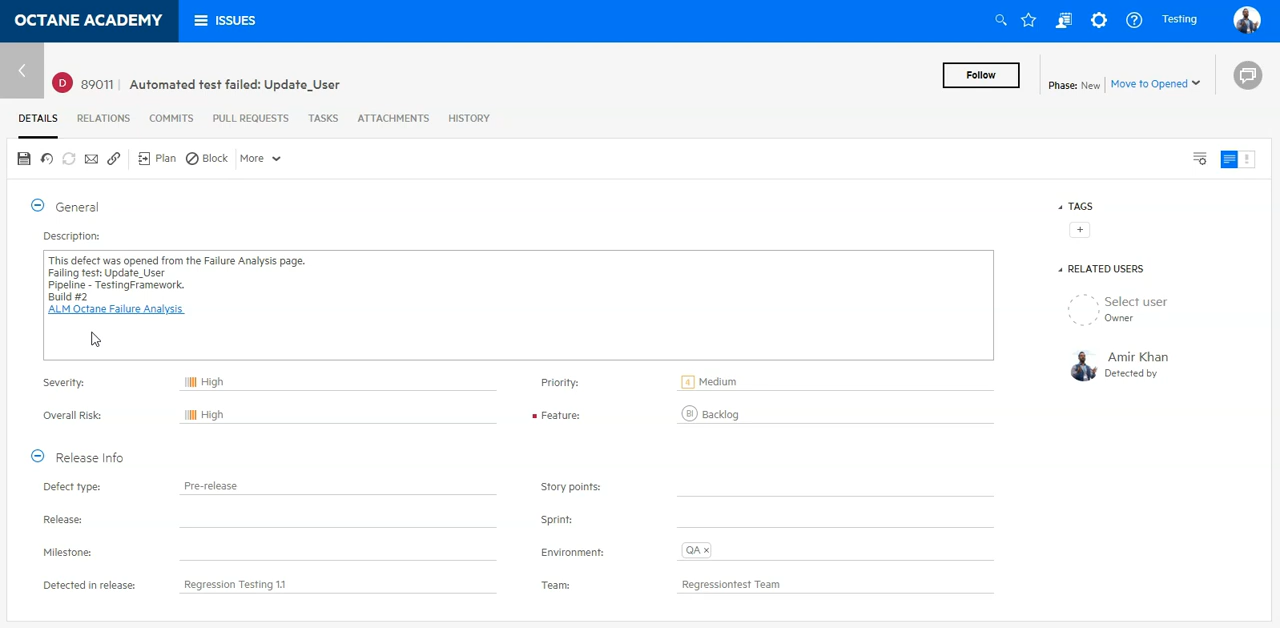 OCTANE ACADEMY
ISSUES
Testing
D 89011 Automated test failed: Update_User
Follow
Phase: New Move to Opened
DETAILS RELATIONS COMMITS PULL REQUESTS TASKS ATTACHMENTS HISTORY
Plan Block More
General
Description:
This defect was opened from the Failure Analysis page.
Failing test: Update_User
Pipeline - TestingFramework.
Build #2
ALM Octane Failure Analysis
Severity: High Priority: 4 Medium
Overall Risk: High Feature: BI Backlog
Release Info
Defect type: Pre-release Story points:
Release: Sprint:
Milestone: Environment: QA ×
Detected in release: Regression Testing 1.1 Team: Regressiontest Team
TAGS
+
RELATED USERS
Select user
Owner
Amir Khan
Detected by